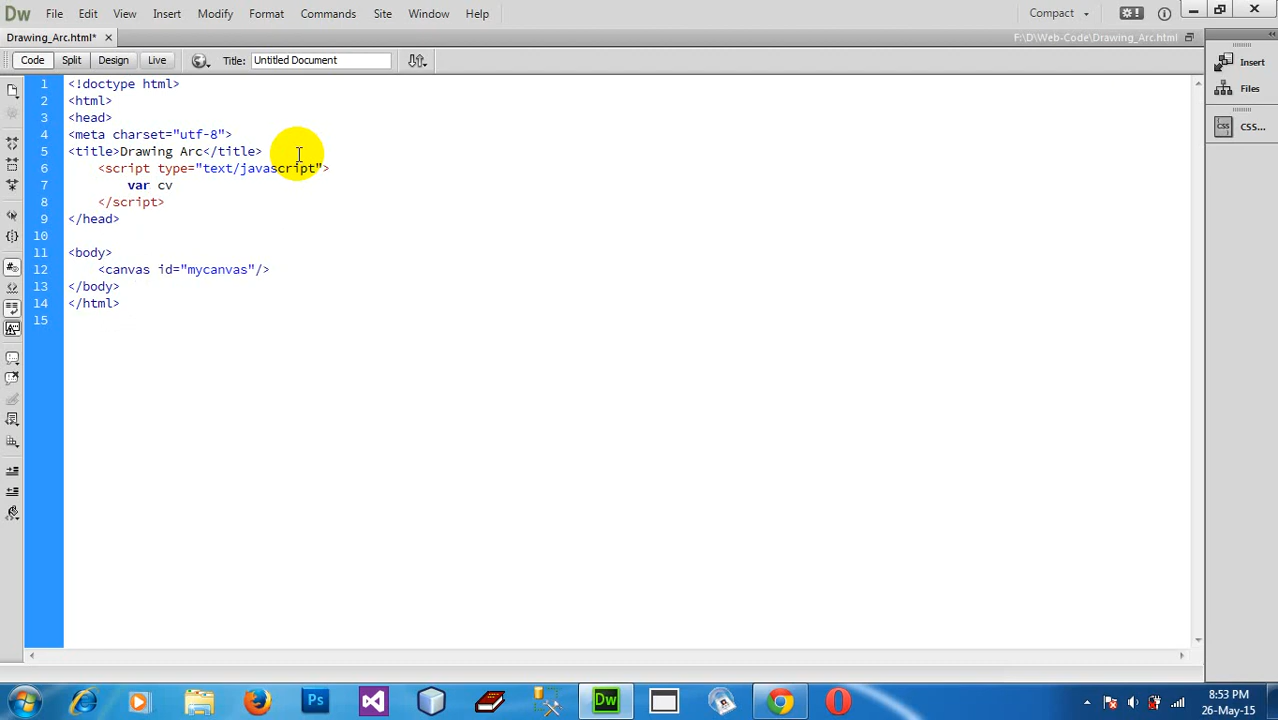 Dw File Edit View Insert Modify Format Commands Site Window Help Compact
Drawing_Arc.html* F:\D\Web-Code\Drawing_Arc.html
Code Split Design Live Title: Untitled Document
Insert
Files
CSS CSS...
1 <!doctype html>
2 <html>
3 <head>
4 <meta charset="utf-8">
5 <title>Drawing Arc</title>
6 <script type="text/javascript">
7 var cv
8 </script>
9 </head>
10
11 <body>
12 <canvas id="mycanvas"/>
13 </body>
14 </html>
15
Ps Dw
8:53 PM
26-May-15